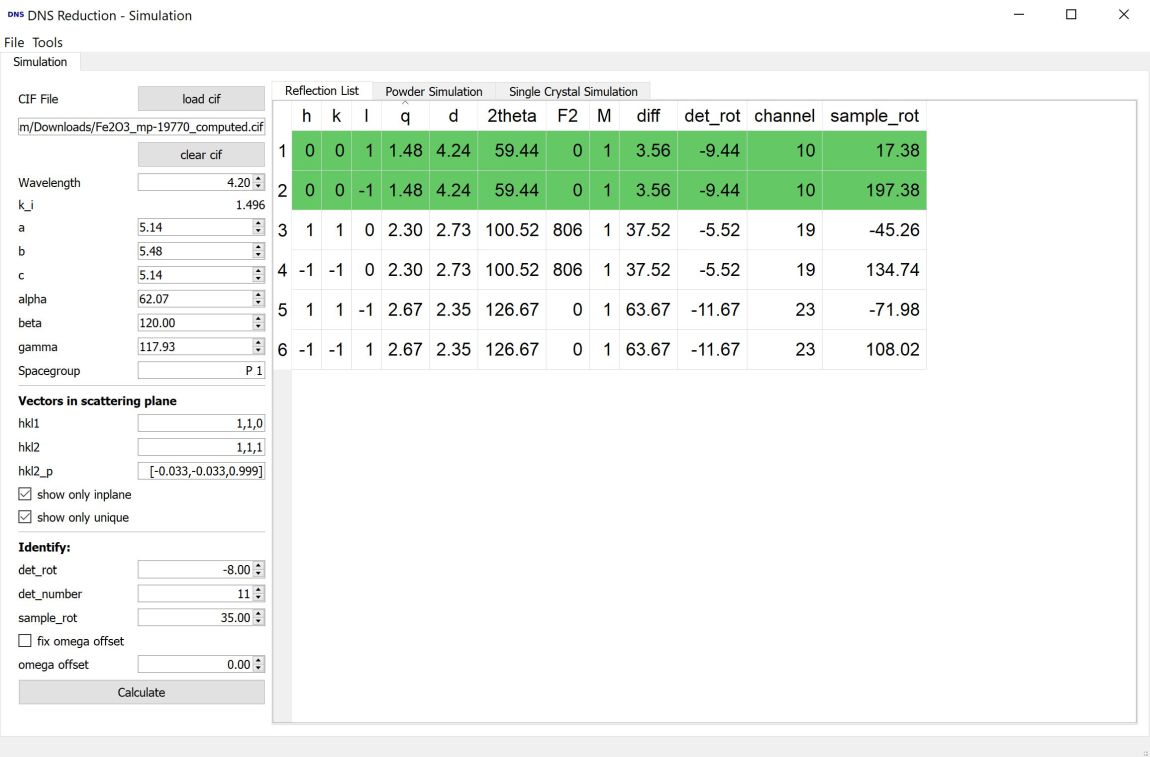 DNS DNS Reduction - Simulation
File Tools
Simulation
CIF File load cif
m/Downloads/Fe2O3_mp-19770_computed.cif
clear cif
Wavelength 4.20
k_i 1.496
a 5.14
b 5.48
c 5.14
alpha 62.07
beta 120.00
gamma 117.93
Spacegroup P 1
Vectors in scattering plane
hkl1 1,1,0
hkl2 1,1,1
hkl2_p [-0.033,-0.033,0.999]
show only inplane
show only unique
Identify:
det_rot -8.00
det_number 11
sample_rot 35.00
fix omega offset
omega offset 0.00
Calculate
Reflection List Powder Simulation Single Crystal Simulation
h k l q d 2theta F2 M diff det_rot channel sample_rot
1 0 0 1 1.48 4.24 59.44 0 1 3.56 -9.44 10 17.38
2 0 0 -1 1.48 4.24 59.44 0 1 3.56 -9.44 10 197.38
3 1 1 0 2.30 2.73 100.52 806 1 37.52 -5.52 19 -45.26
4 -1 -1 0 2.30 2.73 100.52 806 1 37.52 -5.52 19 134.74
5 1 1 -1 2.67 2.35 126.67 0 1 63.67 -11.67 23 -71.98
6 -1 -1 1 2.67 2.35 126.67 0 1 63.67 -11.67 23 108.02